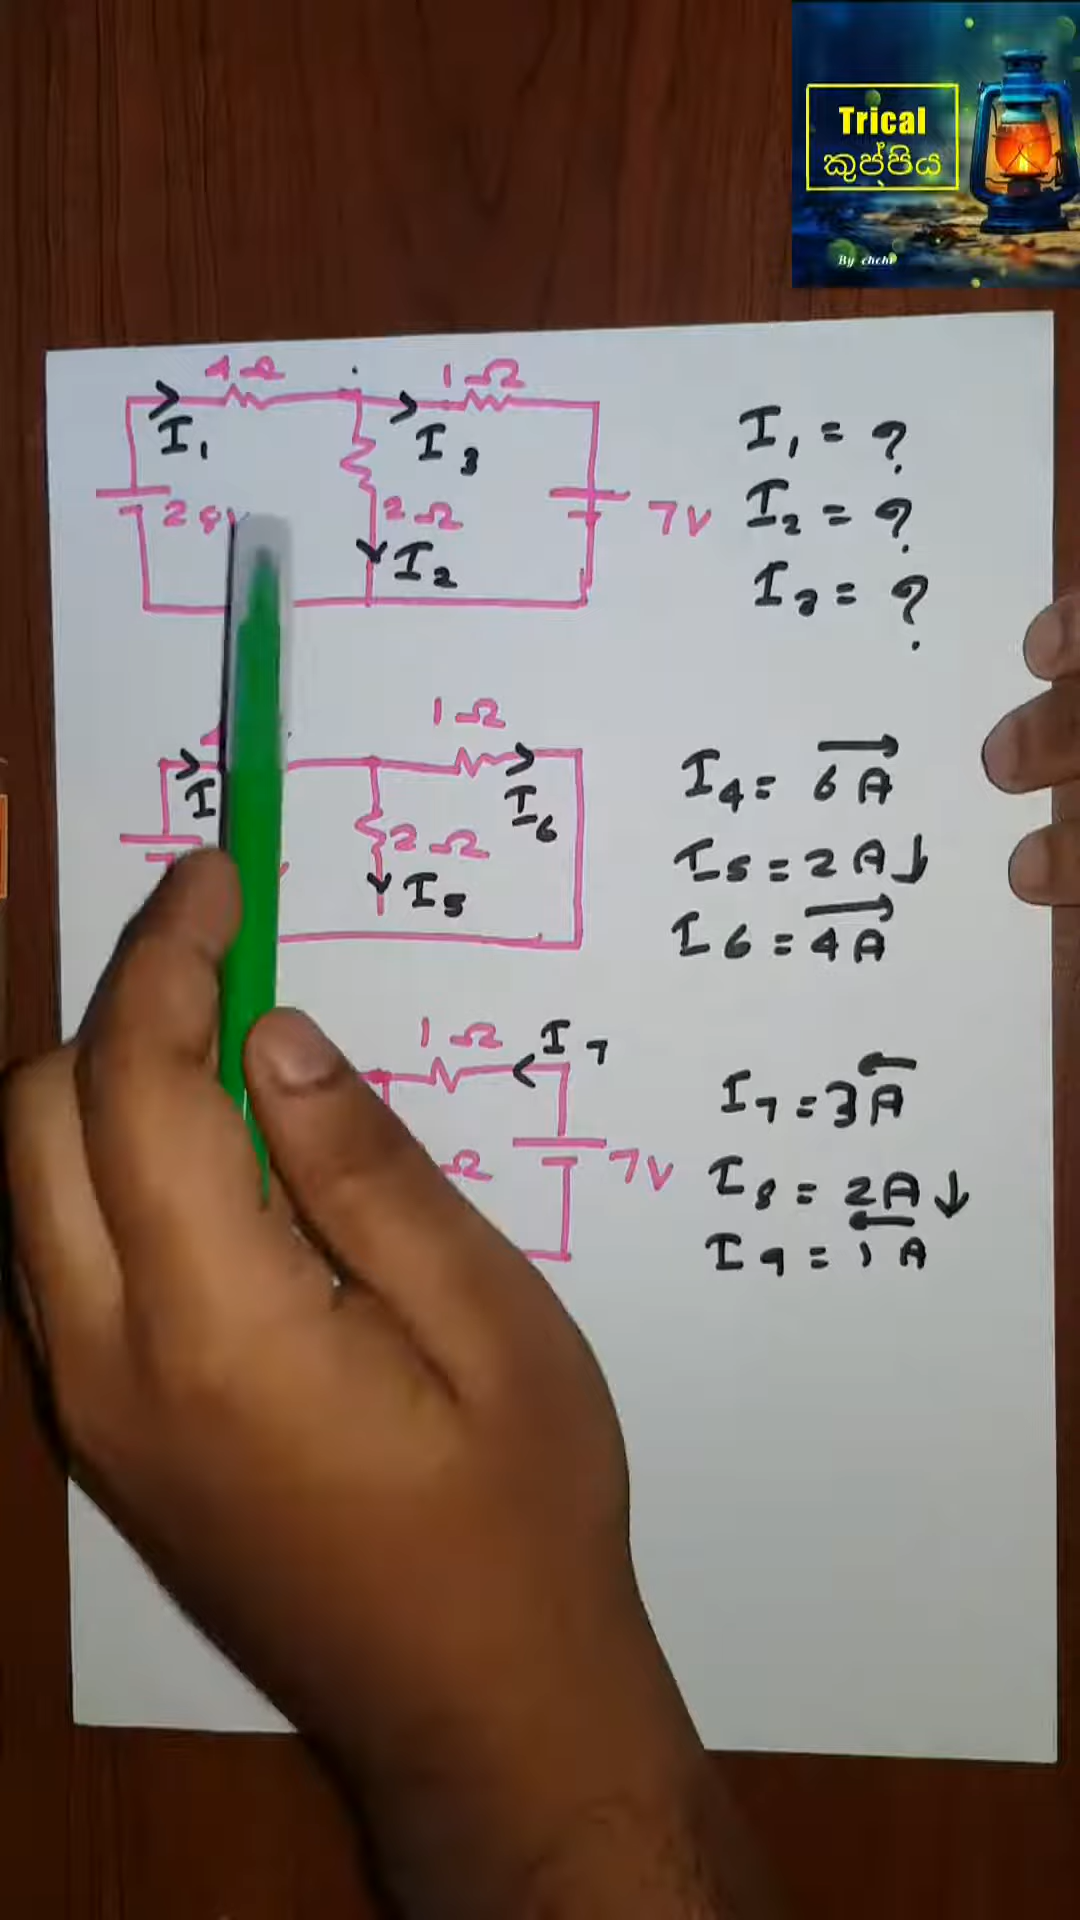 Trical
කුප්පිය
By chchi
4Ω
1Ω
I₁
I₃
I₁ = ?
2Ω
7V
I₂ = ?
I₂
I₃ = ?
1Ω
I₆
I₄ = 6A
2Ω
I₅ = 2A↓
I₅
I₆ = 4A
1Ω
I₇
I₇ = 3A
Ω
7V
I₈ = 2A ↓
I₉ = 1A